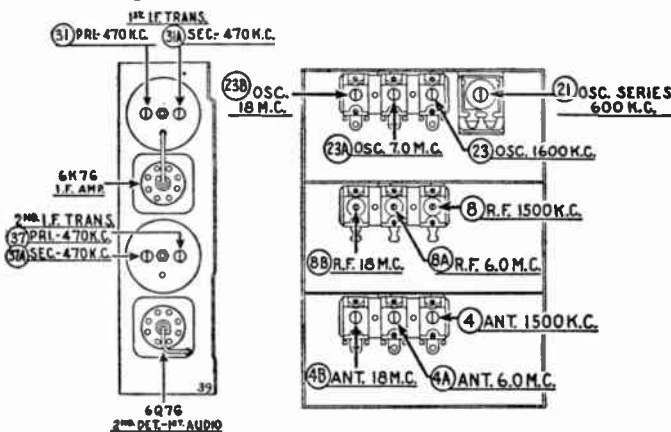 1ST I.F. TRANS.
31 PRI.-470 K.C.
31A SEC.-470 K.C.
6K7G
I.F. AMP.
2ND I.F. TRANS.
37 PRI.-470 K.C.
37A SEC.-470 K.C.
39
6Q7G
2ND DET.-1ST AUDIO
23B OSC.
18 M.C.
21 OSC. SERIES
600 K.C.
23A OSC. 7.0 M.C.
23 OSC. 1600 K.C.
8 R.F. 1500 K.C.
8B R.F. 18 M.C.
8A R.F. 6.0 M.C.
4 ANT. 1500 K.C.
4B ANT. 18 M.C.
4A ANT. 6.0 M.C.